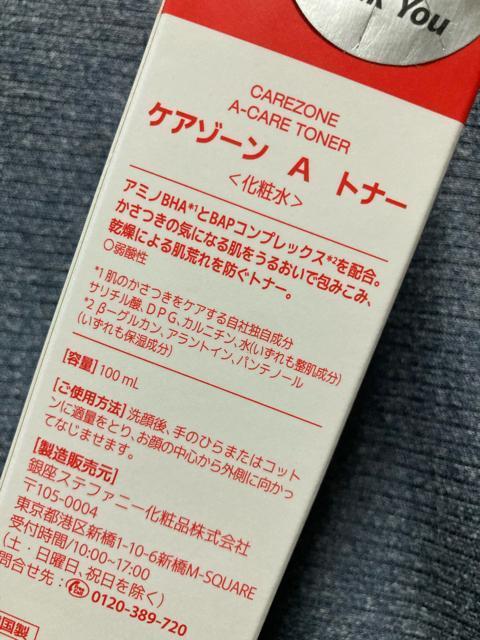 k You
CAREZONE
A-CARE TONER
ケアゾーン A トナー
<化粧水>
アミノBHA*1とBAPコンプレックス*2を配合。
かさつきの気になる肌をうるおいで包みこみ、
乾燥による肌荒れを防ぐトナー。
○弱酸性
*1 肌のかさつきをケアする自社独自成分
サリチル酸、DPG、カルニチン、水(いずれも整肌成分)
*2 β-グルカン、アラントイン、パンテノール
(いずれも保湿成分)
[容量] 100 mL
[ご使用方法] 洗顔後、手のひらまたはコット
ンに適量をとり、お顔の中心から外側に向かっ
てなじませます。
[製造販売元]
銀座ステファニー化粧品株式会社
〒105-0004
東京都港区新橋1-10-6新橋M-SQUARE
受付時間/10:00~17:00
(土・日曜日、祝日を除く)
問合せ先: 0120-389-720
国製